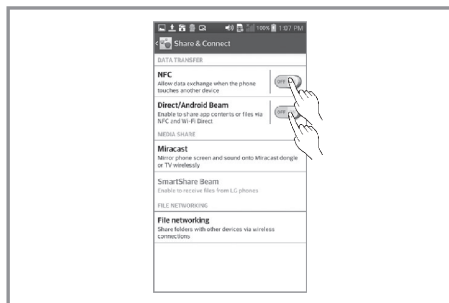 100% 1:07 PM
Share & Connect
DATA TRANSFER
NFC
Allow data exchange when the phone
touches another device
OFF
Direct/Android Beam
Enable to share app contents or files via
NFC and Wi-Fi Direct
OFF
MEDIA SHARE
Miracast
Mirror phone screen and sound onto Miracast dongle
or TV wirelessly
SmartShare Beam
Enable to receive files from LG phones
FILE NETWORKING
File networking
Share folders with other devices via wireless
connections